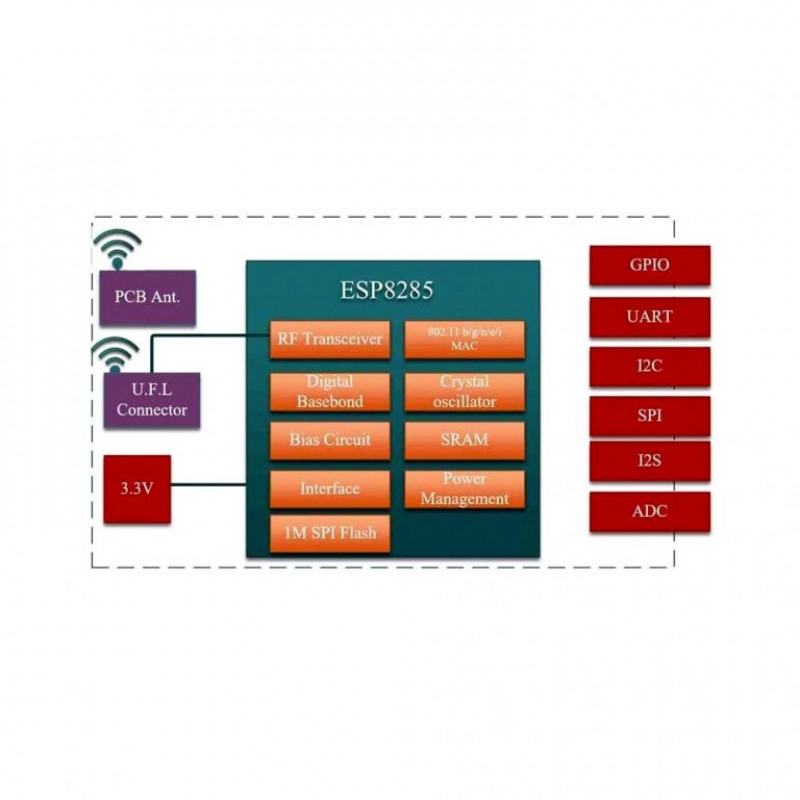 PCB Ant.
U.F.L
Connector
3.3V
ESP8285
RF Transceiver
802.11 b/g/n/e/i
MAC
Digital
Basebond
Crystal
oscillator
Bias Circuit
SRAM
Interface
Power
Management
1M SPI Flash
GPIO
UART
I2C
SPI
I2S
ADC